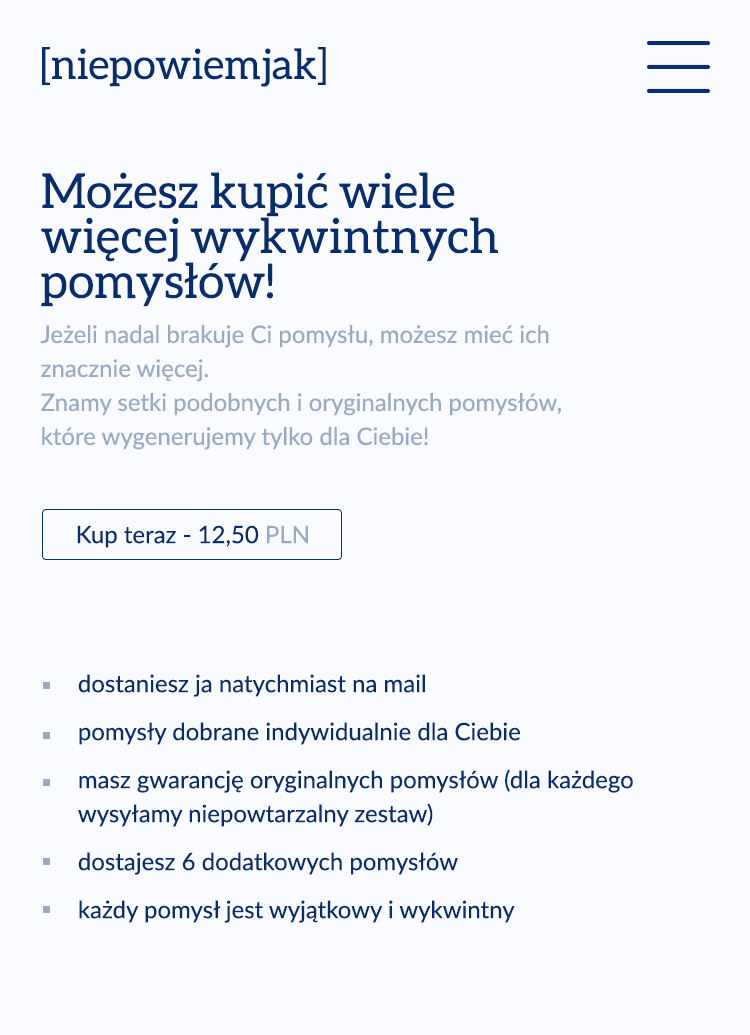 [niepowiemjak]
Możesz kupić wiele
więcej wykwintnych
pomysłów!
Jeżeli nadal brakuje Ci pomysłu, możesz mieć ich
znacznie więcej.
Znamy setki podobnych i oryginalnych pomysłów,
które wygenerujemy tylko dla Ciebie!
Kup teraz - 12,50 PLN
dostaniesz ja natychmiast na mail
pomysły dobrane indywidualnie dla Ciebie
masz gwarancję oryginalnych pomysłów (dla każdego
wysyłamy niepowtarzalny zestaw)
dostajesz 6 dodatkowych pomysłów
każdy pomysł jest wyjątkowy i wykwintny